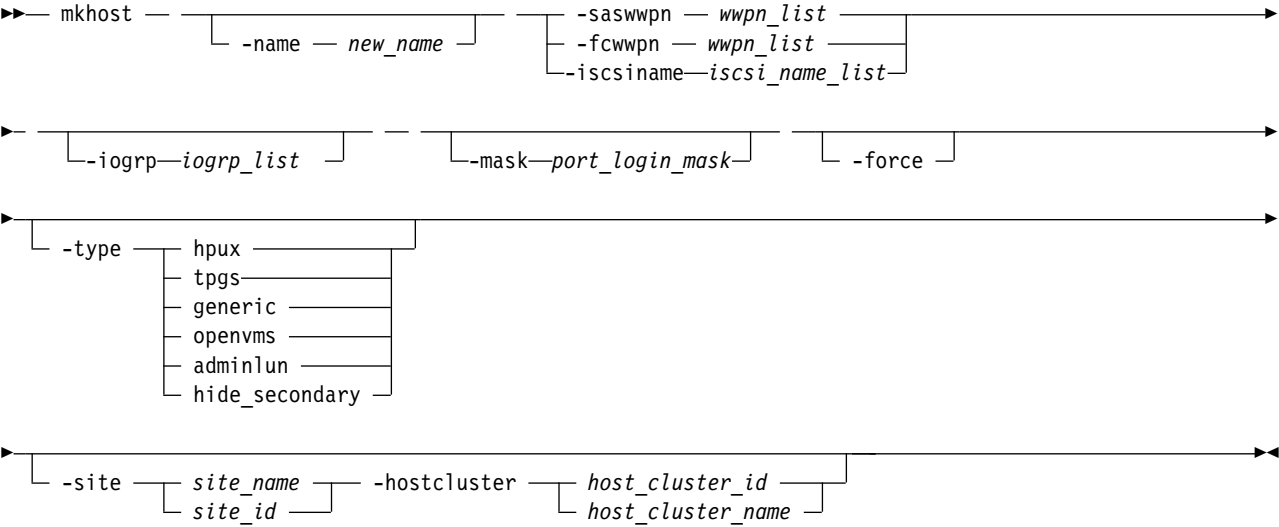 mkhost -saswwpn wwpn_list
-name new_name -fcwwpn wwpn_list
-iscsiname iscsi_name_list
-iogrp iogrp_list -mask port_login_mask -force
-type hpux
tpgs
generic
openvms
adminlun
hide_secondary
-site site_name -hostcluster host_cluster_id
site_id host_cluster_name